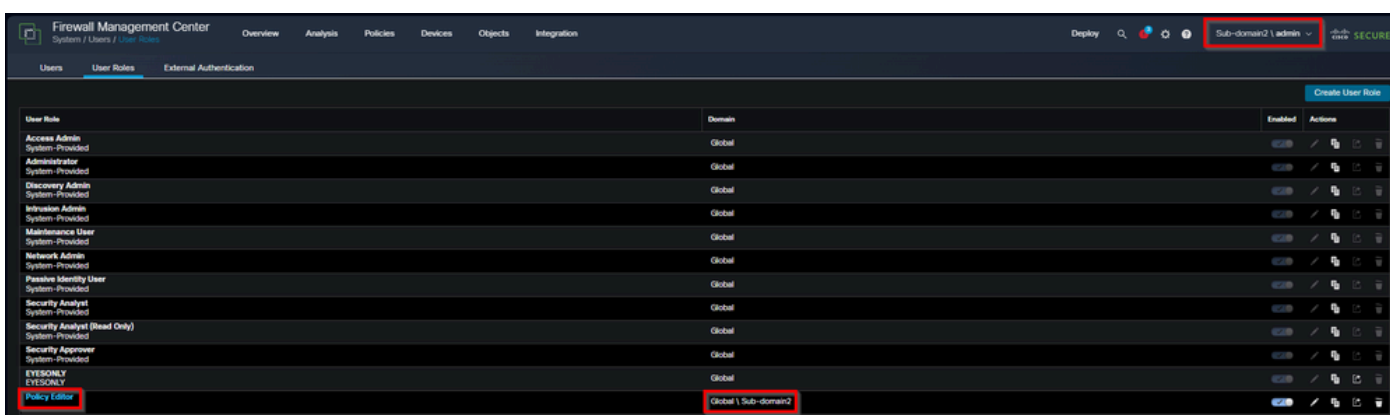 Firewall Management Center
System / Users / User Roles
Overview Analysis Policies Devices Objects Integration
Deploy Sub-domain2 \ admin cisco SECURE
Users User Roles External Authentication
Create User Role
User Role Domain Enabled Actions
Access Admin
System-Provided
Global
Administrator
System-Provided
Global
Discovery Admin
System-Provided
Global
Intrusion Admin
System-Provided
Global
Maintenance User
System-Provided
Global
Network Admin
System-Provided
Global
Passive Identity User
System-Provided
Global
Security Analyst
System-Provided
Global
Security Analyst (Read Only)
System-Provided
Global
Security Approver
System-Provided
Global
EYESONLY
EYESONLY
Global
Policy Editor
Global \ Sub-domain2